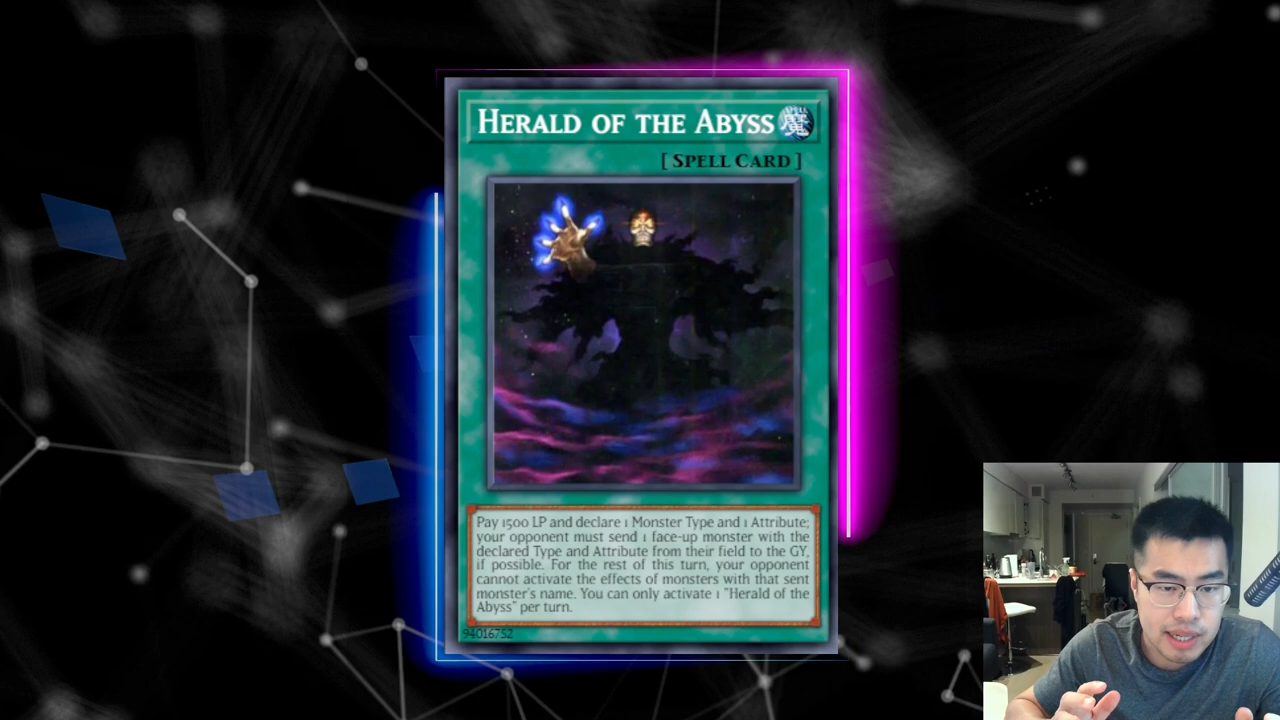 HERALD OF THE ABYSS
[ SPELL CARD ]
Pay 1500 LP and declare 1 Monster Type and 1 Attribute;
your opponent must send 1 face-up monster with the
declared Type and Attribute from their field to the GY,
if possible. For the rest of this turn, your opponent
cannot activate the effects of monsters with that sent
monster's name. You can only activate 1 "Herald of the
Abyss" per turn.
94016752